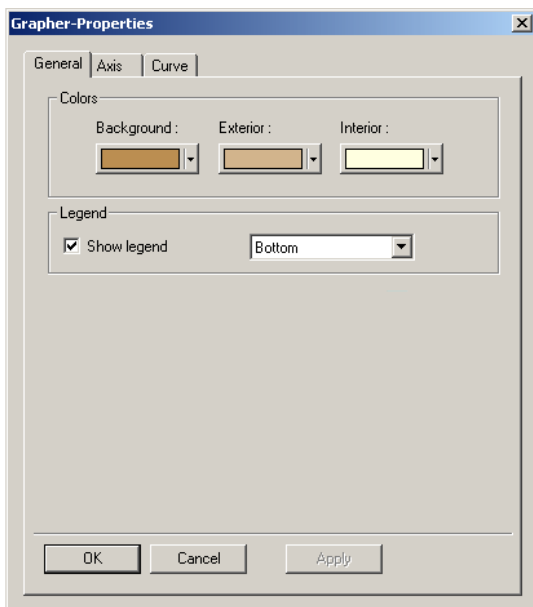 Grapher-Properties
General Axis Curve
Colors
Background : Exterior : Interior :
Legend
Show legend Bottom
OK Cancel Apply